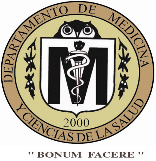 DEPARTAMENTO DE MEDICINA
Y CIENCIAS DE LA SALUD
M
2000
" BONUM FACERE "